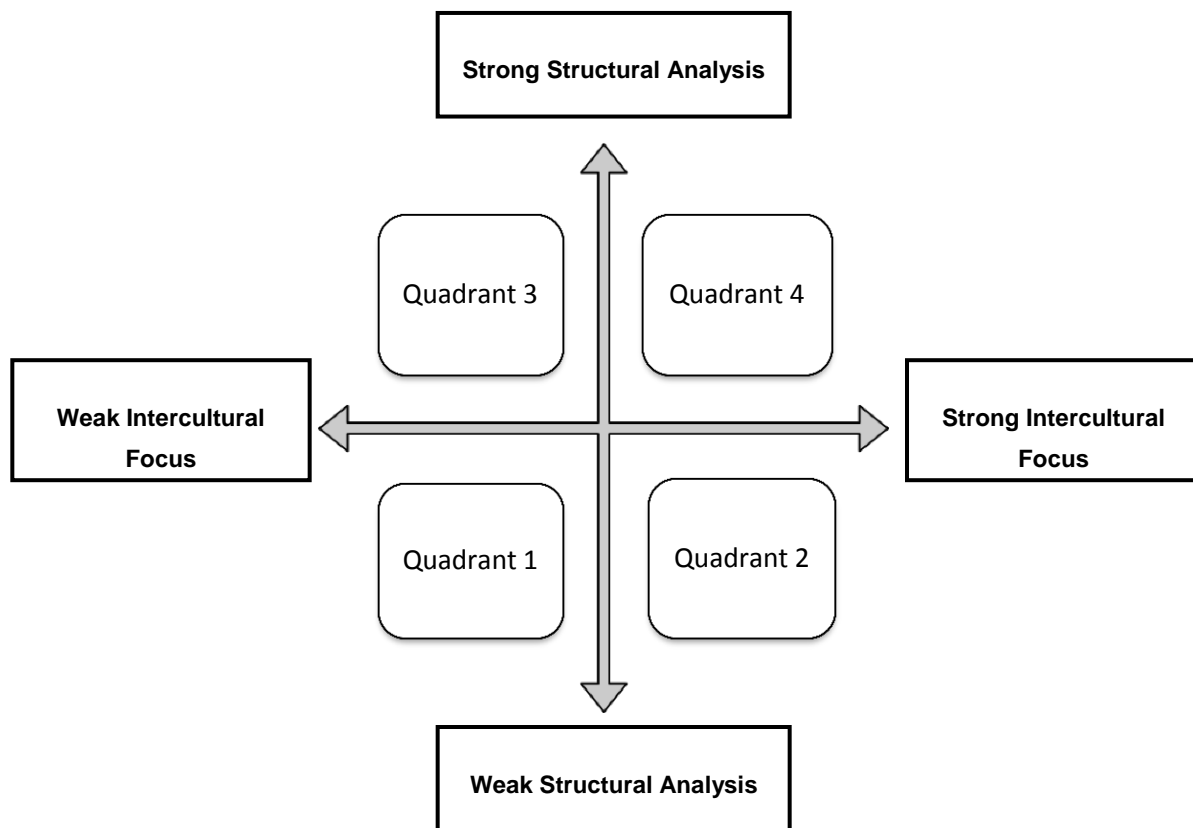 Strong Structural Analysis
Quadrant 3
Quadrant 4
Weak Intercultural
Focus
Strong Intercultural
Focus
Quadrant 1
Quadrant 2
Weak Structural Analysis